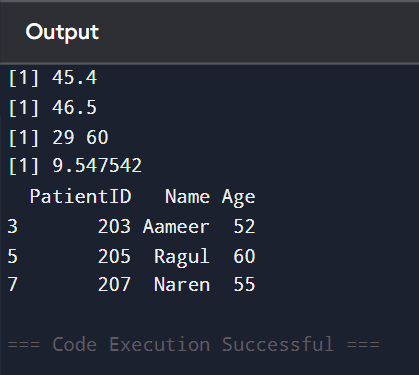 Output
[1] 45.4
[1] 46.5
[1] 29 60
[1] 9.547542
  PatientID   Name Age
3       203 Aameer  52
5       205  Ragul  60
7       207  Naren  55
=== Code Execution Successful ===